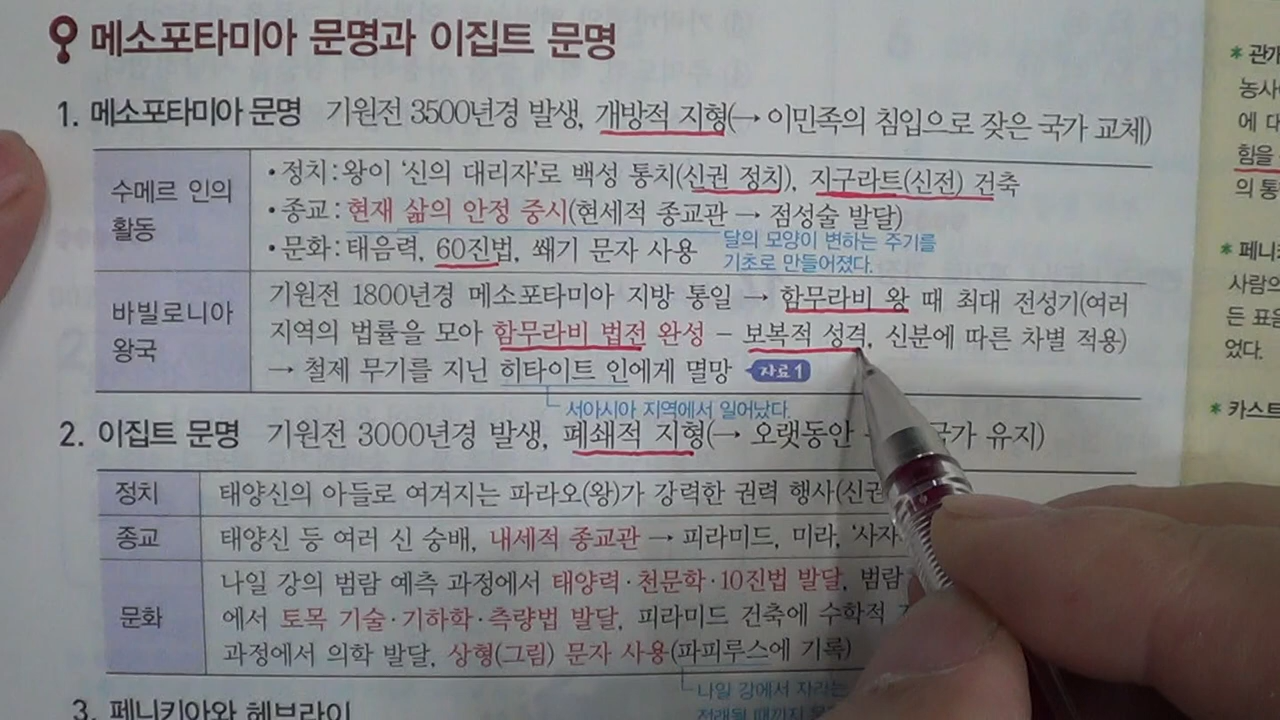 메소포타미아 문명과 이집트 문명
1. 메소포타미아 문명 기원전 3500년경 발생, 개방적 지형(→ 이민족의 침입으로 잦은 국가 교체)
수메르 인의
활동
• 정치: 왕이 '신의 대리자'로 백성 통치(신권 정치), 지구라트(신전) 건축
• 종교: 현재 삶의 안정 중시(현세적 종교관 → 점성술 발달)
• 문화: 태음력, 60진법, 쐐기 문자 사용
달의 모양이 변하는 주기를
기초로 만들어졌다.
바빌로니아
왕국
기원전 1800년경 메소포타미아 지방 통일 → 함무라비 왕 때 최대 전성기(여러
지역의 법률을 모아 함무라비 법전 완성 – 보복적 성격, 신분에 따른 차별 적용)
→ 철제 무기를 지닌 히타이트 인에게 멸망 자료 1
서아시아 지역에서 일어났다.
2. 이집트 문명 기원전 3000년경 발생, 폐쇄적 지형(→ 오랫동안 국가 유지)
정치
태양신의 아들로 여겨지는 파라오(왕)가 강력한 권력 행사(신권
종교
태양신 등 여러 신 숭배, 내세적 종교관 → 피라미드, 미라, '사자
문화
나일 강의 범람 예측 과정에서 태양력·천문학·10진법 발달, 범람
에서 토목 기술·기하학·측량법 발달, 피라미드 건축에 수학적
과정에서 의학 발달, 상형(그림) 문자 사용(파피루스에 기록)
나일 강에서 자라는
3. 페니키아와 헤브라이
* 관개
농사
에 대
힘을
의 통
* 페니키
사람의
든 표음
었다.
* 카스트